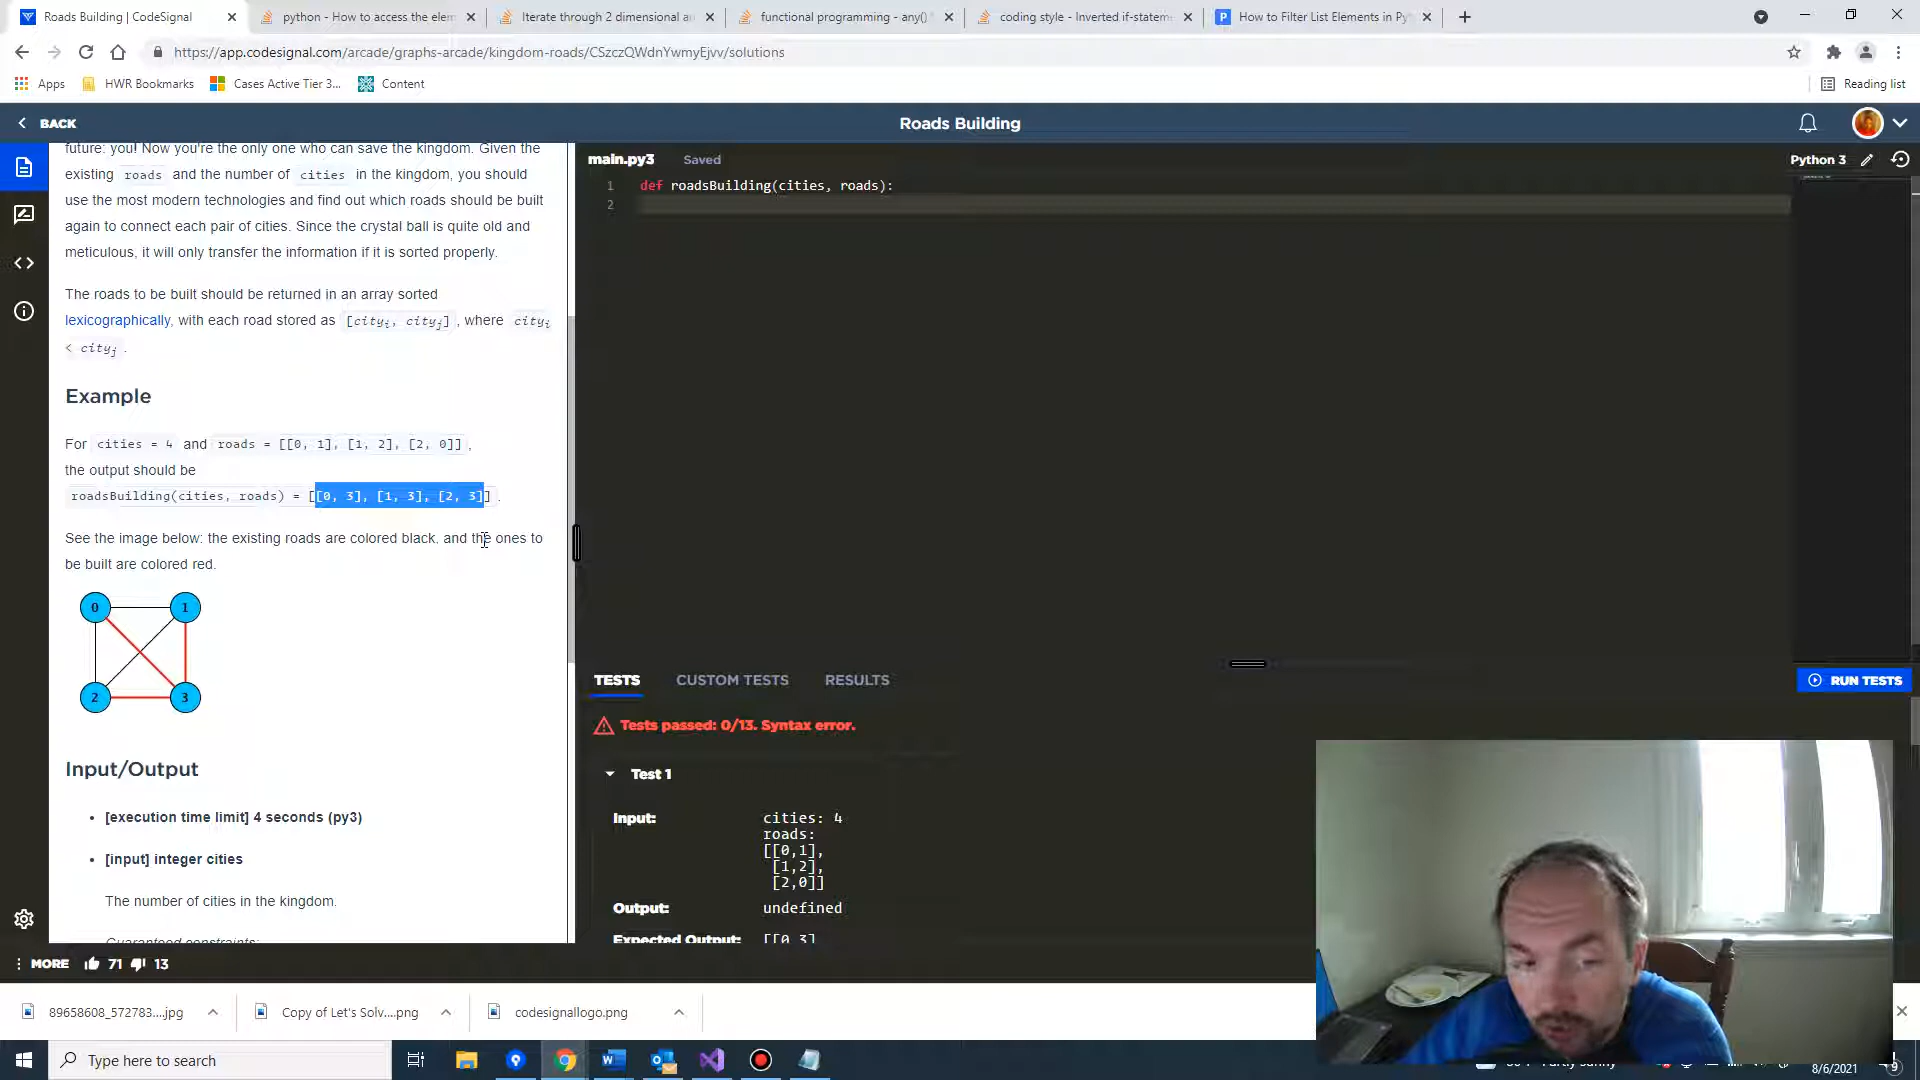 Roads Building | CodeSignal
python - How to access the elem
Iterate through 2 dimensional a
functional programming - any()
coding style - Inverted if-statem
How to Filter List Elements in Py
https://app.codesignal.com/arcade/graphs-arcade/kingdom-roads/CSzczQWdnYwmyEjvv/solutions
Apps
HWR Bookmarks
Cases Active Tier 3...
Content
Reading list
BACK
Roads Building
future: you! Now you're the only one who can save the kingdom. Given the
existing roads and the number of cities in the kingdom, you should
use the most modern technologies and find out which roads should be built
again to connect each pair of cities. Since the crystal ball is quite old and
meticulous, it will only transfer the information if it is sorted properly.
The roads to be built should be returned in an array sorted
lexicographically, with each road stored as [cityi, cityj], where cityi
< cityj.
Example
For cities = 4 and roads = [[0, 1], [1, 2], [2, 0]],
the output should be
roadsBuilding(cities, roads) = [[0, 3], [1, 3], [2, 3]].
See the image below: the existing roads are colored black, and the ones to
be built are colored red.
0
1
2
3
Input/Output
• [execution time limit] 4 seconds (py3)
• [input] integer cities
The number of cities in the kingdom.
Guaranteed constraints:
MORE
71
13
main.py3
Saved
Python 3
1 def roadsBuilding(cities, roads):
2
TESTS
CUSTOM TESTS
RESULTS
RUN TESTS
Tests passed: 0/13. Syntax error.
Test 1
Input:
cities: 4
roads:
[[0,1],
[1,2],
[2,0]]
Output:
undefined
Expected Output:
[[0,3]
89658608_572783....jpg
Copy of Let's Solv....png
codesignallogo.png
Type here to search
8/6/2021
9